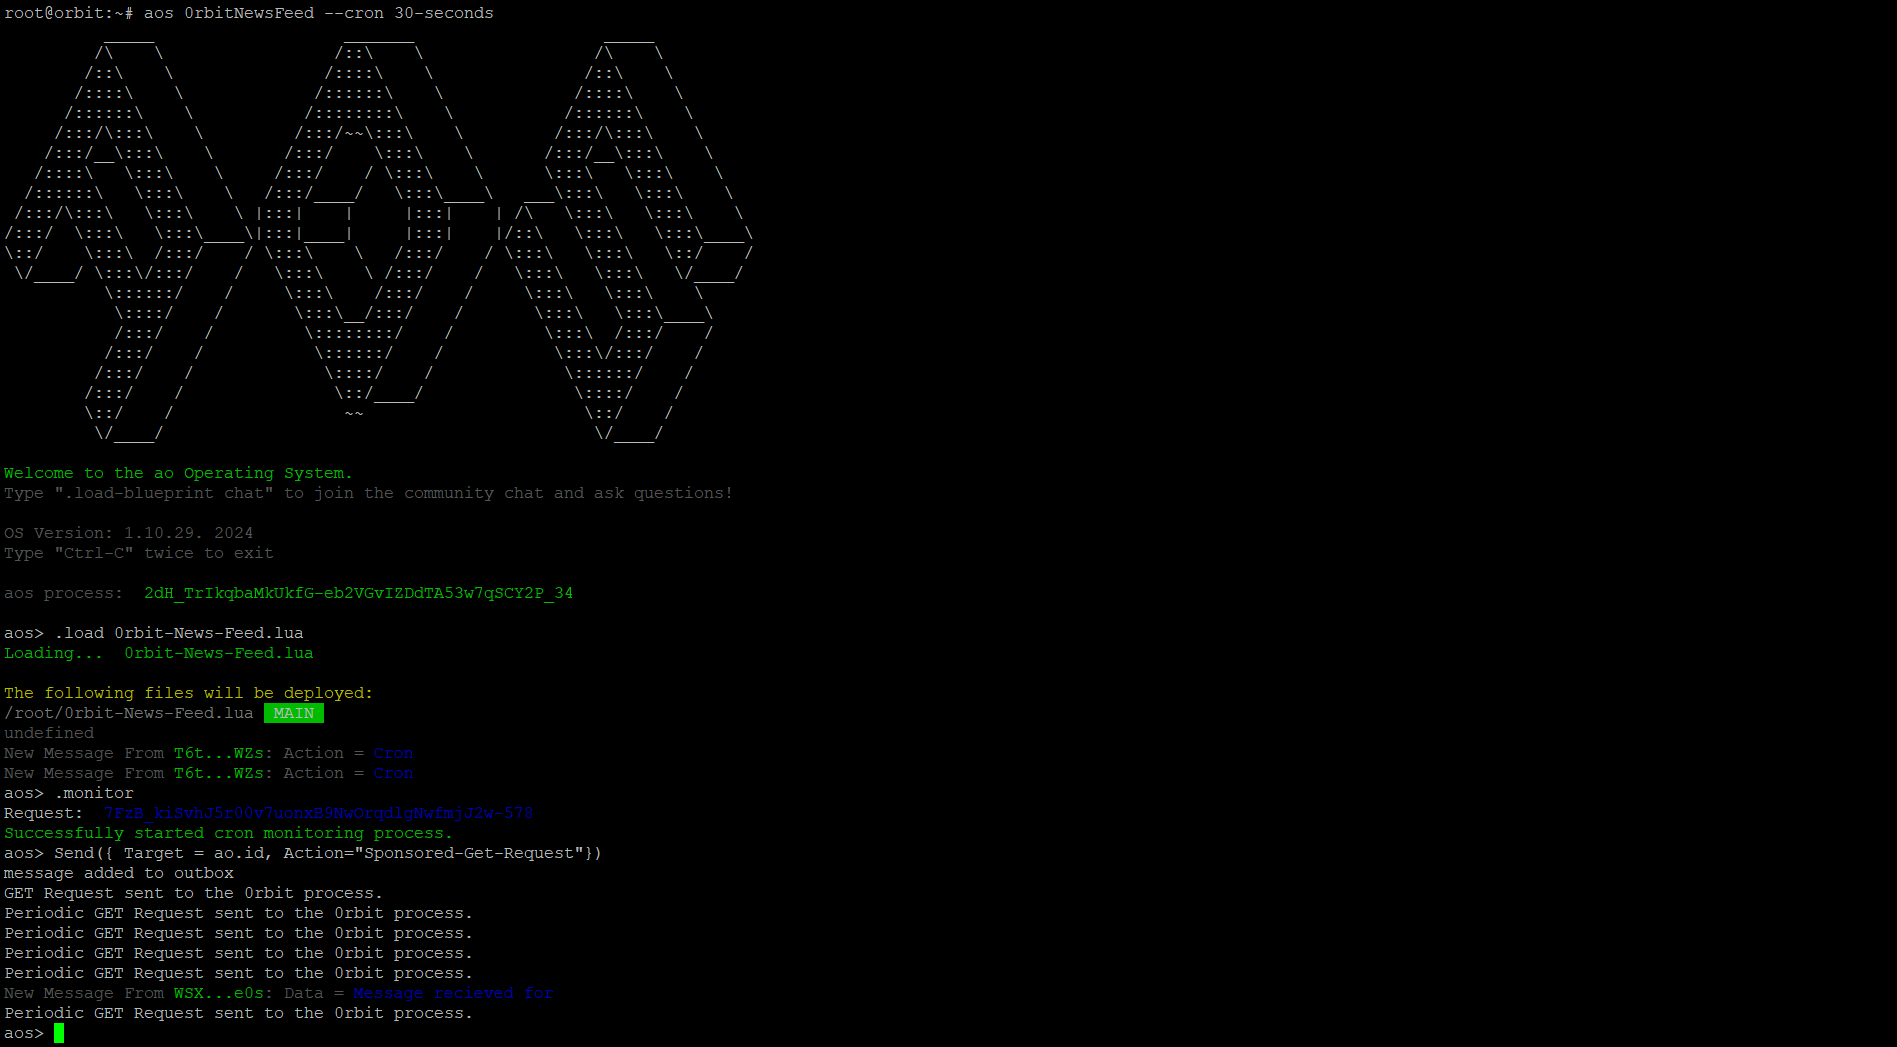 root@orbit:~# aos 0rbitNewsFeed --cron 30-seconds
Welcome to the ao Operating System.
Type ".load-blueprint chat" to join the community chat and ask questions!
OS Version: 1.10.29. 2024
Type "Ctrl-C" twice to exit
aos process:  2dH_TrIkqbaMkUkfG-eb2VGvIZDdTA53w7qSCY2P_34
aos> .load 0rbit-News-Feed.lua
Loading...  0rbit-News-Feed.lua
The following files will be deployed:
/root/0rbit-News-Feed.lua  MAIN
undefined
New Message From T6t...WZs: Action = Cron
New Message From T6t...WZs: Action = Cron
aos> .monitor
Request:  7FzB_kiSvhJ5r00v7uonxB9NwOrqdlgNwfmjJ2w-578
Successfully started cron monitoring process.
aos> Send({ Target = ao.id, Action="Sponsored-Get-Request"})
message added to outbox
GET Request sent to the 0rbit process.
Periodic GET Request sent to the 0rbit process.
Periodic GET Request sent to the 0rbit process.
Periodic GET Request sent to the 0rbit process.
Periodic GET Request sent to the 0rbit process.
New Message From WSX...e0s: Data = Message recieved for
Periodic GET Request sent to the 0rbit process.
aos>